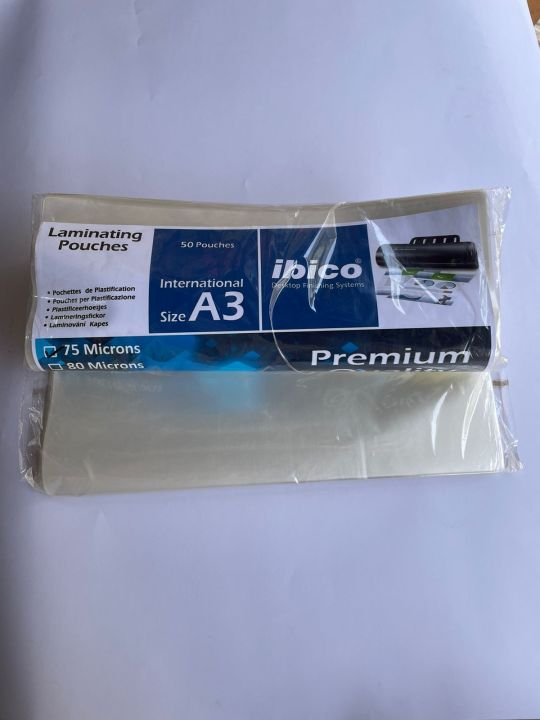 Laminating
Pouches
• Pochettes de Plastification
• Pouches per Plastificazione
• Plastificeerhoesjes
• Lamineringsfickor
• Laminováni Kapes
50 Pouches
International
Size A3
ibico®
Desktop Finishing Systems
75 Microns
80 Microns
Premium